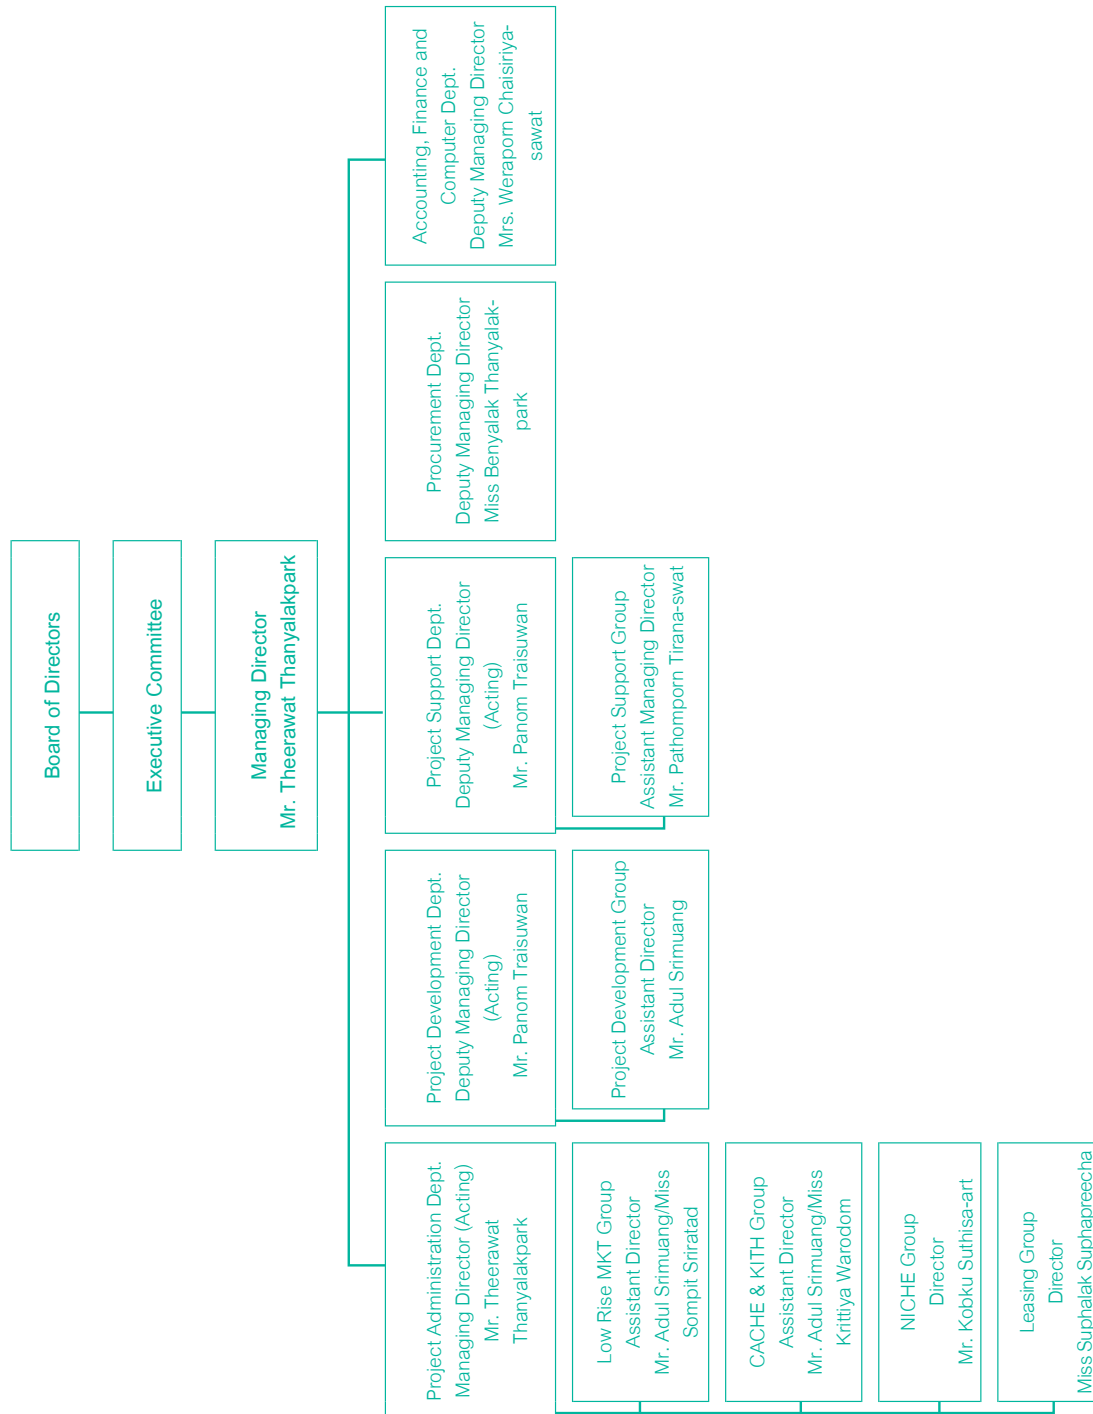 Board of Directors
Executive Committee
Managing Director
Mr. Theerawat Thanyalakpark
Project Administration Dept.
Managing Director (Acting)
Mr. Theerawat
Thanyalakpark
Low Rise MKT Group
Assistant Director
Mr. Adul Srimuang/Miss
Sompit Sriratad
CACHE & KITH Group
Assistant Director
Mr. Adul Srimuang/Miss
Krittiya Warodom
NICHE Group
Director
Mr. Kobku Suthisa-art
Leasing Group
Director
Miss Suphalak Suphapreecha
Project Development Dept.
Deputy Managing Director
(Acting)
Mr. Panom Traisuwan
Project Development Group
Assistant Director
Mr. Adul Srimuang
Project Support Dept.
Deputy Managing Director
(Acting)
Mr. Panom Traisuwan
Project Support Group
Assistant Managing Director
Mr. Pathomporn Tirana-swat
Procurement Dept.
Deputy Managing Director
Miss Benyalak Thanyalak-
park
Accounting, Finance and
Computer Dept.
Deputy Managing Director
Mrs. Weraporn Chaisiriya-
sawat